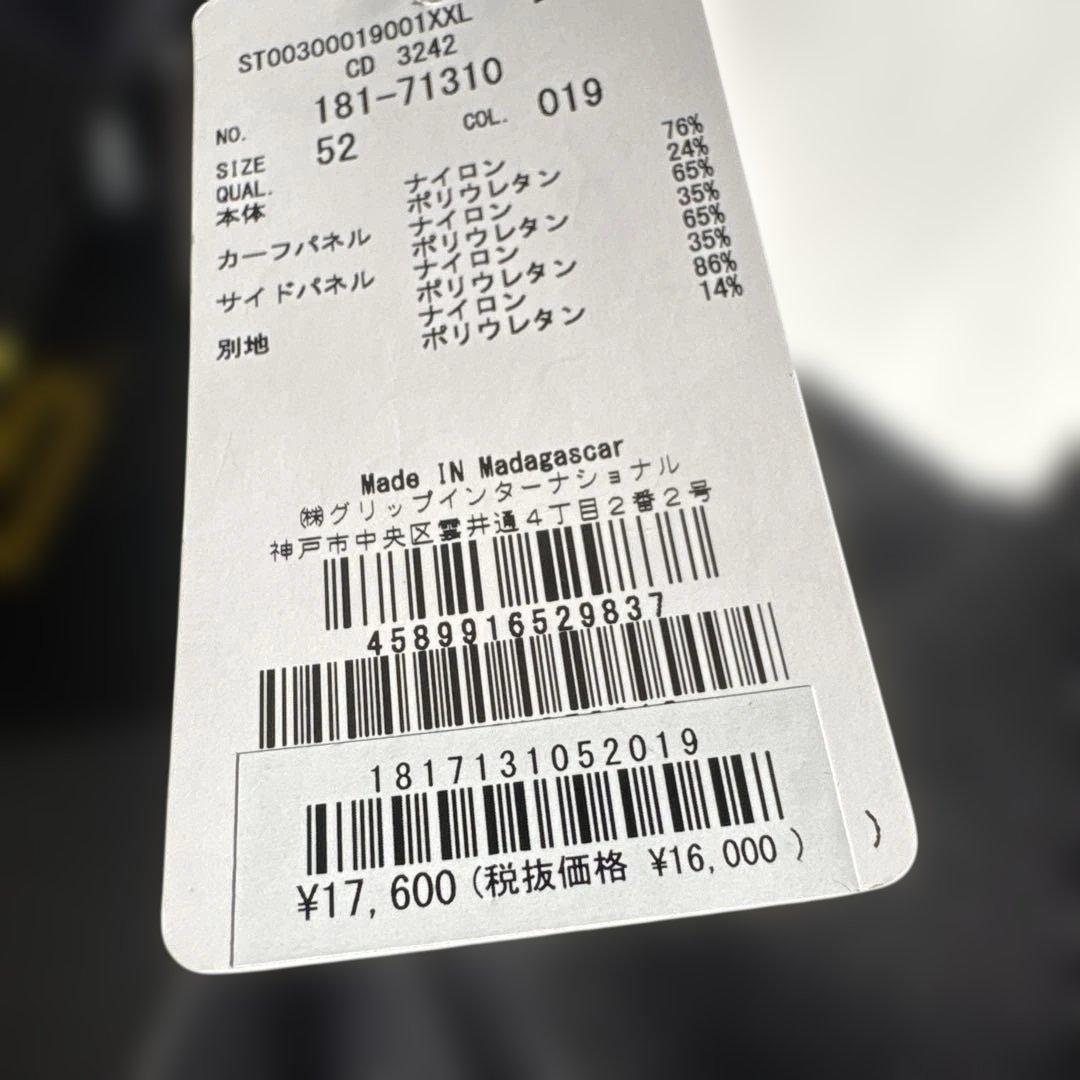 ST00300019001XXL
CD 3242
NO. 181-71310
SIZE 52 COL. 019
QUAL.
本体 ナイロン 76%
ポリウレタン 24%
カーフパネル ナイロン 65%
ポリウレタン 35%
サイドパネル ナイロン 65%
ポリウレタン 35%
別地 ナイロン 86%
ポリウレタン 14%
Made IN Madagascar
㈱グリップインターナショナル
神戸市中央区雲井通4丁目2番2号
4589916529837
1817131052019
¥17,600(税抜価格 ¥16,000)
)